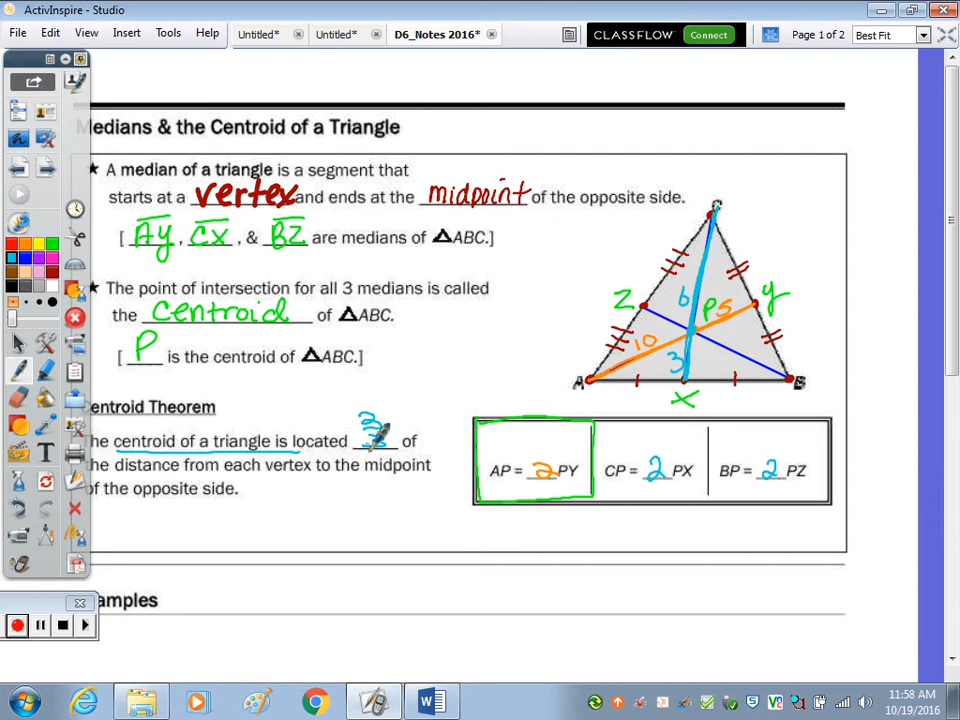 ActivInspire - Studio
File Edit View Insert Tools Help Untitled* Untitled* D6_Notes 2016* CLASSFLOW Connect Page 1 of 2 Best Fit
Medians & the Centroid of a Triangle
★ A median of a triangle is a segment that
starts at a vertex and ends at the midpoint of the opposite side.
[ AY , CX , & BZ are medians of △ABC.]
★ The point of intersection for all 3 medians is called
the centroid of △ABC.
[ P is the centroid of △ABC.]
Centroid Theorem
The centroid of a triangle is located of
the distance from each vertex to the midpoint
of the opposite side.
C
Z
6
P
5
Y
10
3
A
B
X
AP = 2 PY
CP = 2 PX
BP = 2 PZ
amples
11:58 AM
10/19/2016